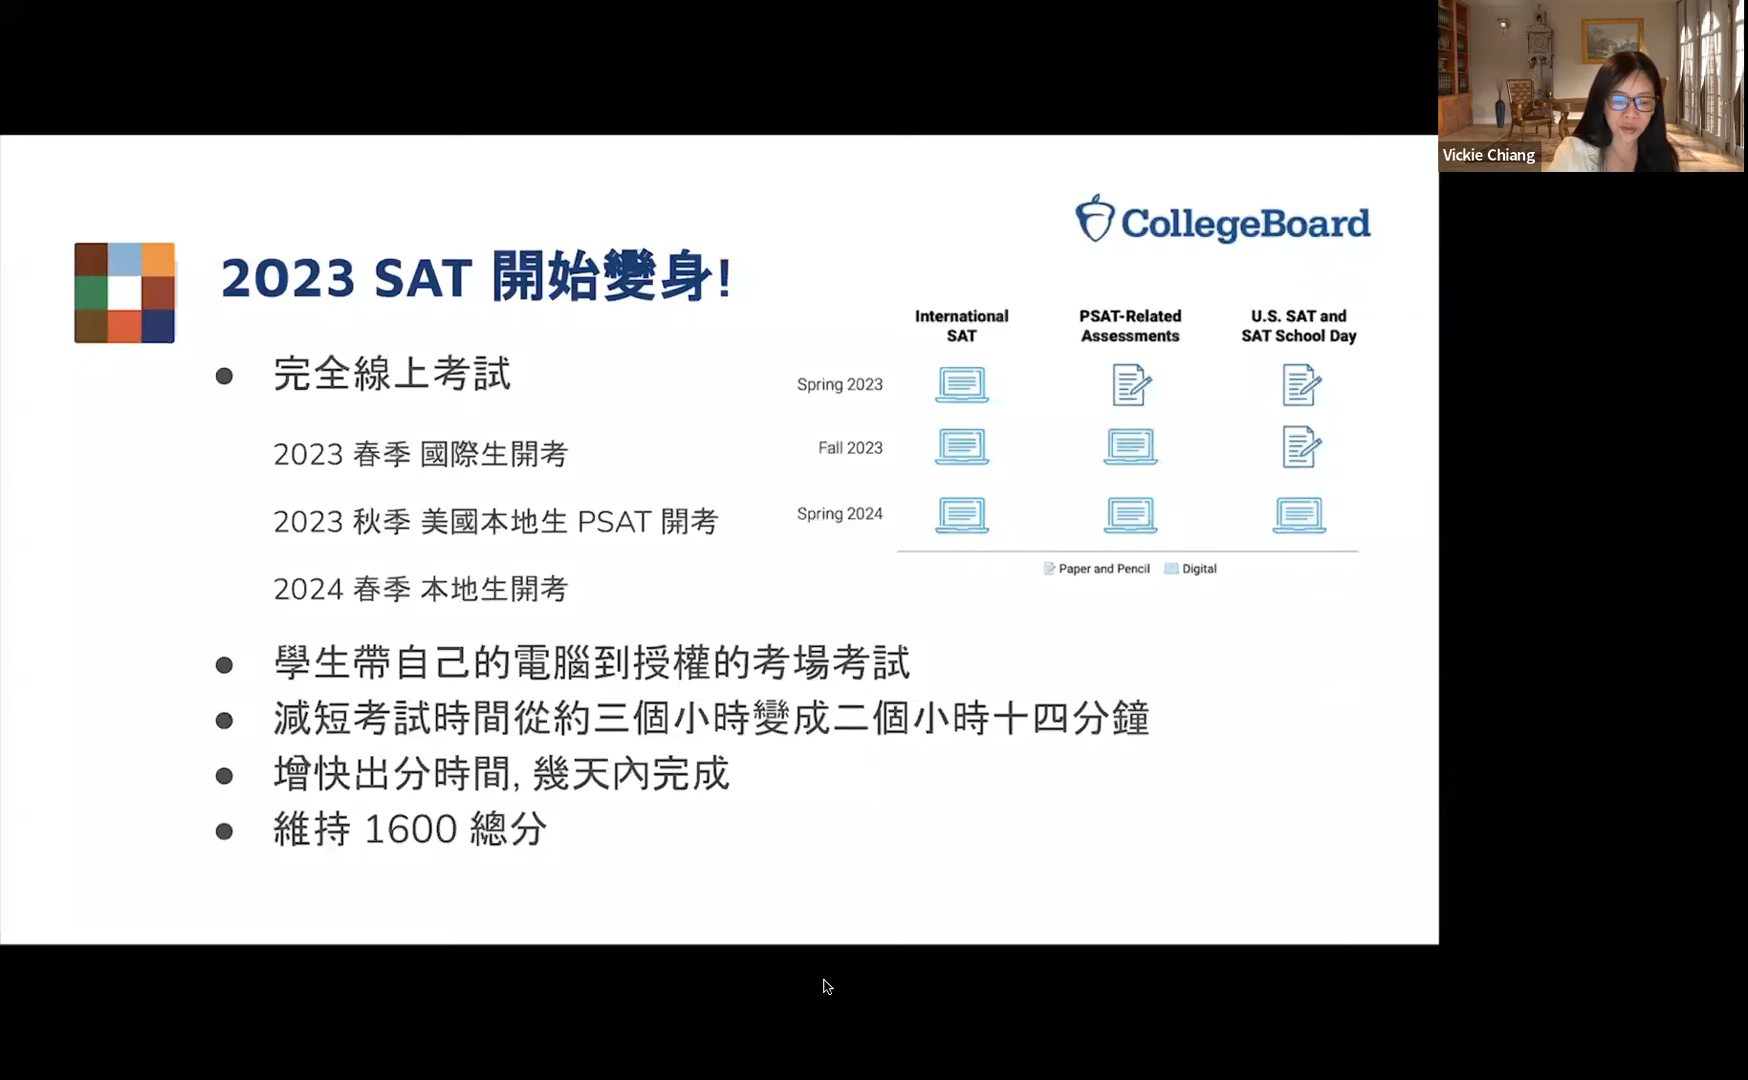 Vickie Chiang
CollegeBoard
2023 SAT 開始變身!
● 完全線上考試
2023 春季 國際生開考
2023 秋季 美國本地生 PSAT 開考
2024 春季 本地生開考
● 學生帶自己的電腦到授權的考場考試
● 減短考試時間從約三個小時變成二個小時十四分鐘
● 增快出分時間, 幾天內完成
● 維持 1600 總分
International SAT
PSAT-Related Assessments
U.S. SAT and SAT School Day
Spring 2023
Fall 2023
Spring 2024
Paper and Pencil Digital